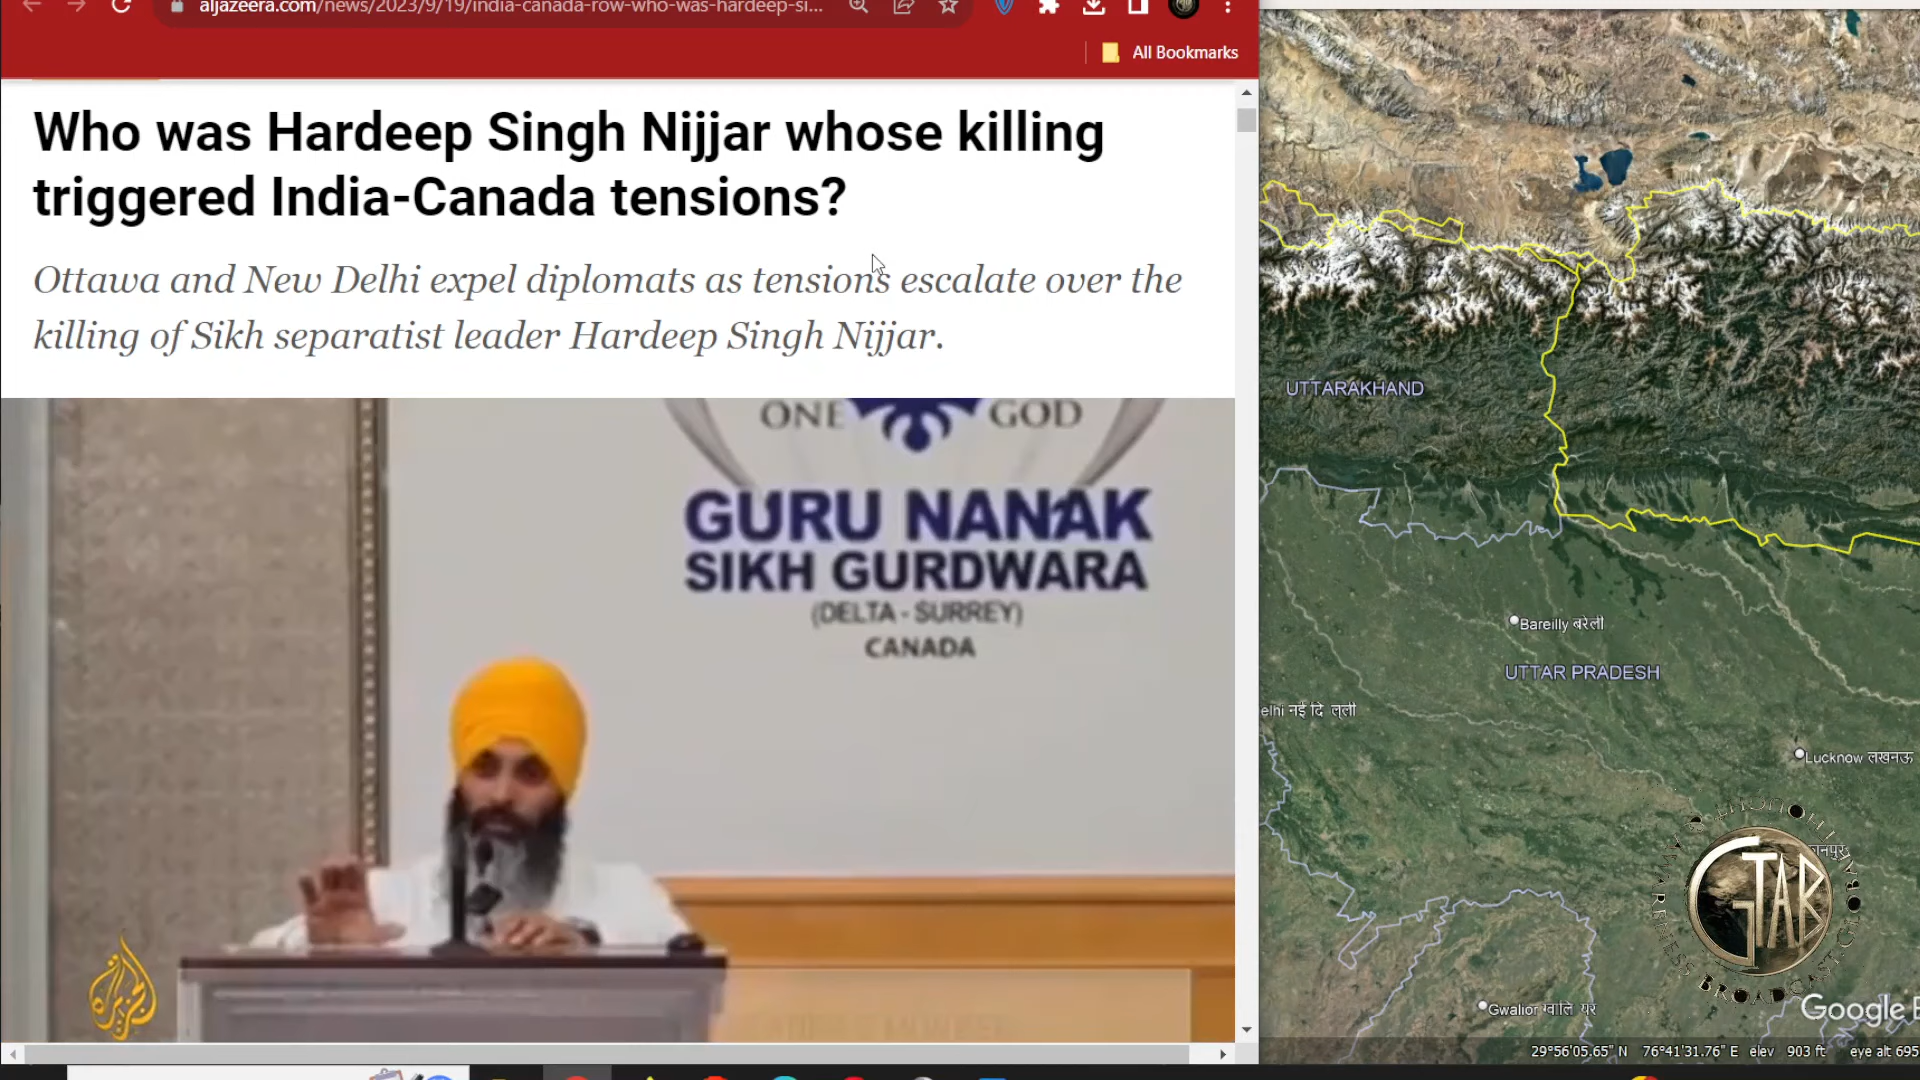 aljazeera.com/news/2023/9/19/india-canada-row-who-was-hardeep-si...
All Bookmarks
Who was Hardeep Singh Nijjar whose killing
triggered India-Canada tensions?
Ottawa and New Delhi expel diplomats as tensions escalate over the
killing of Sikh separatist leader Hardeep Singh Nijjar.
ONE GOD
GURU NANAK
SIKH GURDWARA
(DELTA - SURREY)
CANADA
الجزيرة
UTTARAKHAND
Bareilly बरेली
UTTAR PRADESH
elhi नई दिल्ली
Lucknow लखनऊ
GTAB
BROADCAST
Gwalior ग्वालियर
Google E
29°56'05.65" N 76°41'31.76" E elev 903 ft eye alt 695